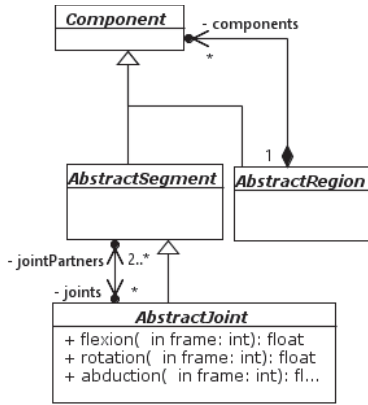 Component
- components
*
1
AbstractSegment
AbstractRegion
- jointPartners
2..*
- joints
*
AbstractJoint
+ flexion( in frame: int): float
+ rotation( in frame: int): float
+ abduction( in frame: int): fl...